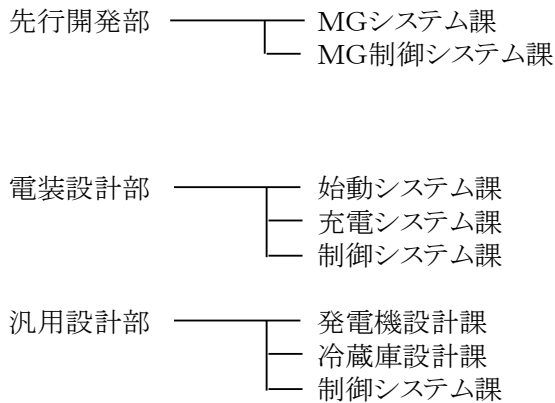 先行開発部 MGシステム課
MG制御システム課
電装設計部 始動システム課
充電システム課
制御システム課
汎用設計部 発電機設計課
冷蔵庫設計課
制御システム課